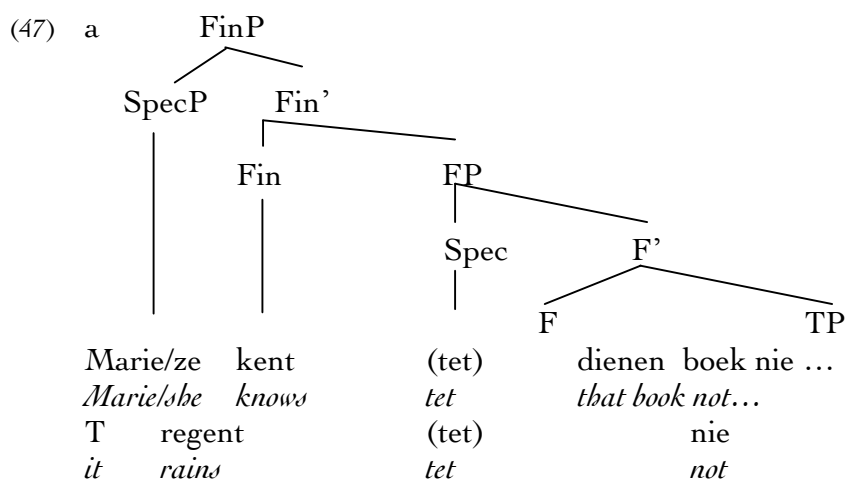 (47) a FinP
SpecP Fin’
Fin FP
Spec F’
F TP
Marie/ze kent (tet) dienen boek nie …
Marie/she knows tet that book not…
T regent (tet) nie
it rains tet not